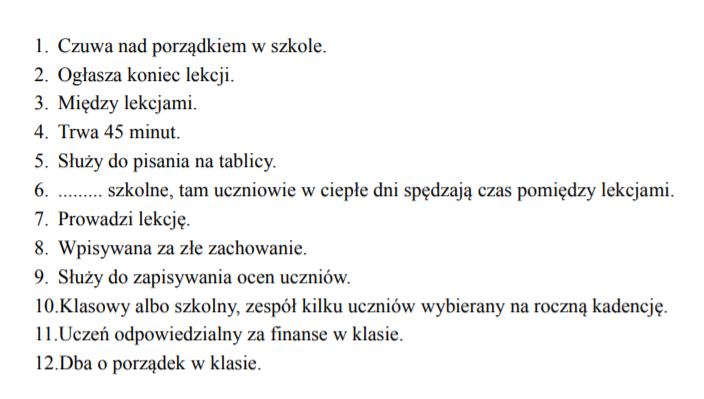 1. Czuwa nad porządkiem w szkole.
2. Ogłasza koniec lekcji.
3. Między lekcjami.
4. Trwa 45 minut.
5. Służy do pisania na tablicy.
6. ......... szkolne, tam uczniowie w ciepłe dni spędzają czas pomiędzy lekcjami.
7. Prowadzi lekcję.
8. Wpisywana za złe zachowanie.
9. Służy do zapisywania ocen uczniów.
10.Klasowy albo szkolny, zespół kilku uczniów wybierany na roczną kadencję.
11.Uczeń odpowiedzialny za finanse w klasie.
12.Dba o porządek w klasie.